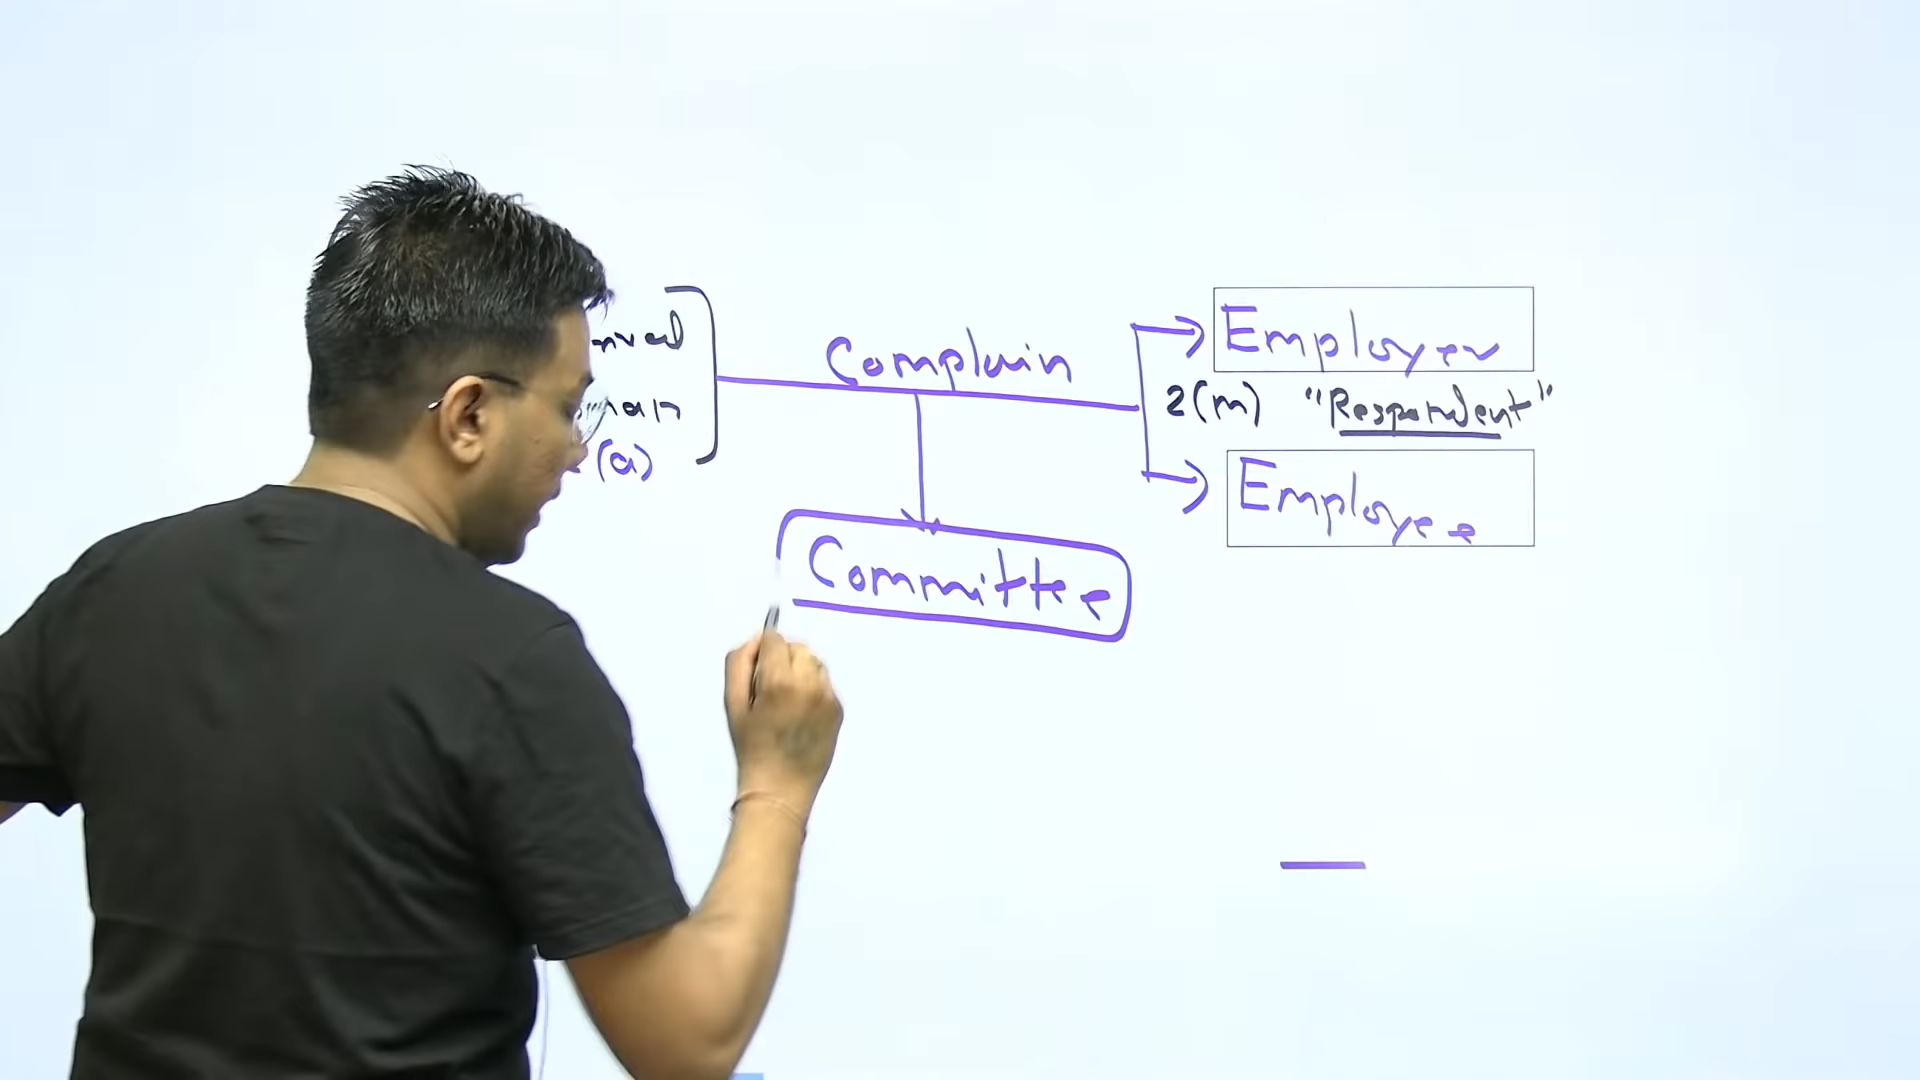 Complain
Employer
2(m) "Respondent"
(a)
Employee
Committee